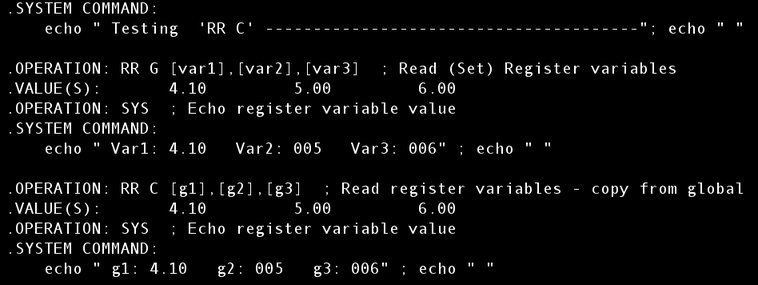 .SYSTEM COMMAND:
echo " Testing 'RR C' ---------------------------------------"; echo " "
.OPERATION: RR G [var1],[var2],[var3] ; Read (Set) Register variables
.VALUE(S): 4.10 5.00 6.00
.OPERATION: SYS ; Echo register variable value
.SYSTEM COMMAND:
echo " Var1: 4.10 Var2: 005 Var3: 006" ; echo " "
.OPERATION: RR C [g1],[g2],[g3] ; Read register variables - copy from global
.VALUE(S): 4.10 5.00 6.00
.OPERATION: SYS ; Echo register variable value
.SYSTEM COMMAND:
echo " g1: 4.10 g2: 005 g3: 006" ; echo " "